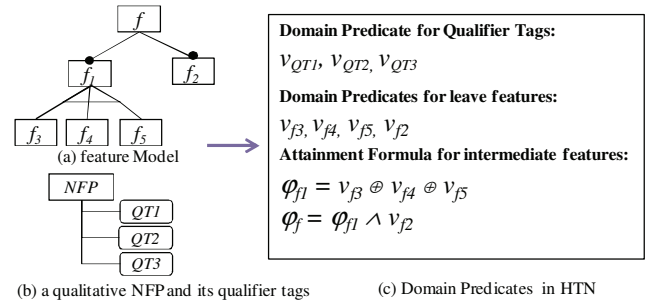 f
f1
f2
f3
f4
f5
(a) feature Model
NFP
QT1
QT2
QT3
(b) a qualitative NFP and its qualifier tags
Domain Predicate for Qualifier Tags:
vQT1, vQT2, vQT3
Domain Predicates for leave features:
vf3, vf4, vf5, vf2
Attainment Formula for intermediate features:
φf1 = vf3 ⊕ vf4 ⊕ vf5
φf = φf1 ∧ vf2
(c) Domain Predicates in HTN